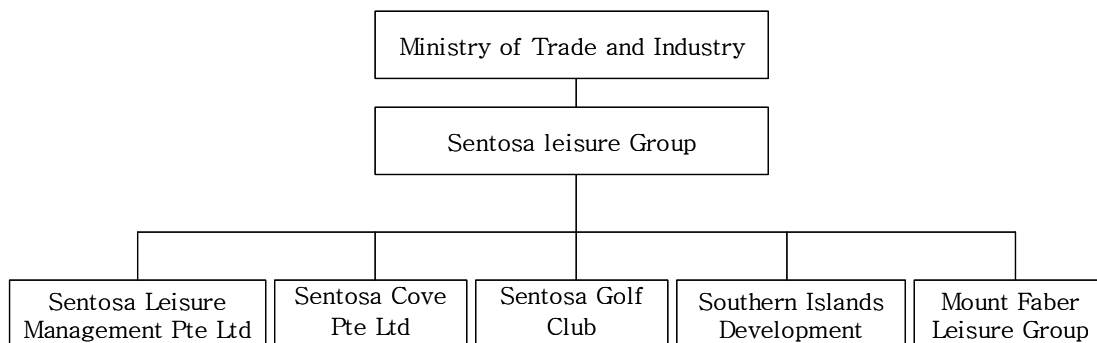 Ministry of Trade and Industry
Sentosa leisure Group
Sentosa Leisure
Management Pte Ltd
Sentosa Cove
Pte Ltd
Sentosa Golf
Club
Southern Islands
Development
Mount Faber
Leisure Group